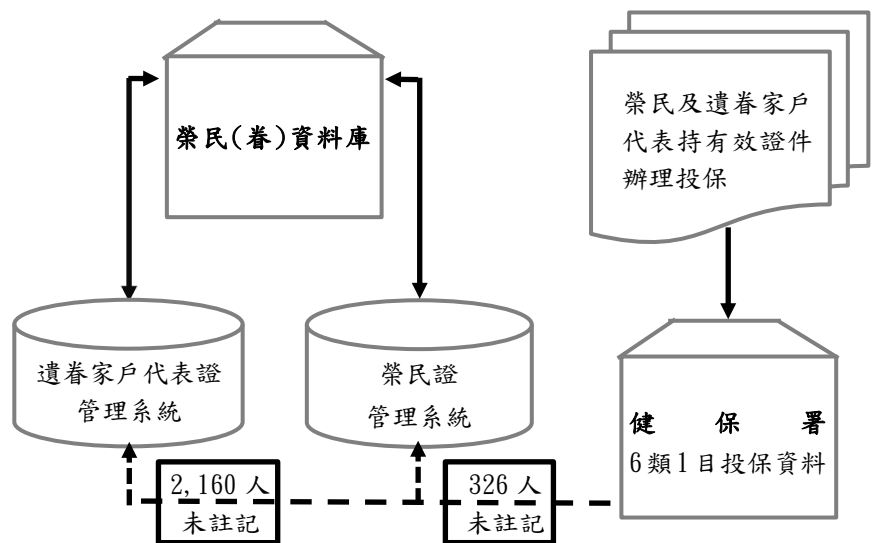 榮民(眷)資料庫
榮民及遺眷家戶
代表持有效證件
辦理投保
遺眷家戶代表證
管理系統
榮民證
管理系統
健保署
6類1目投保資料
2,160人
未註記
326人
未註記